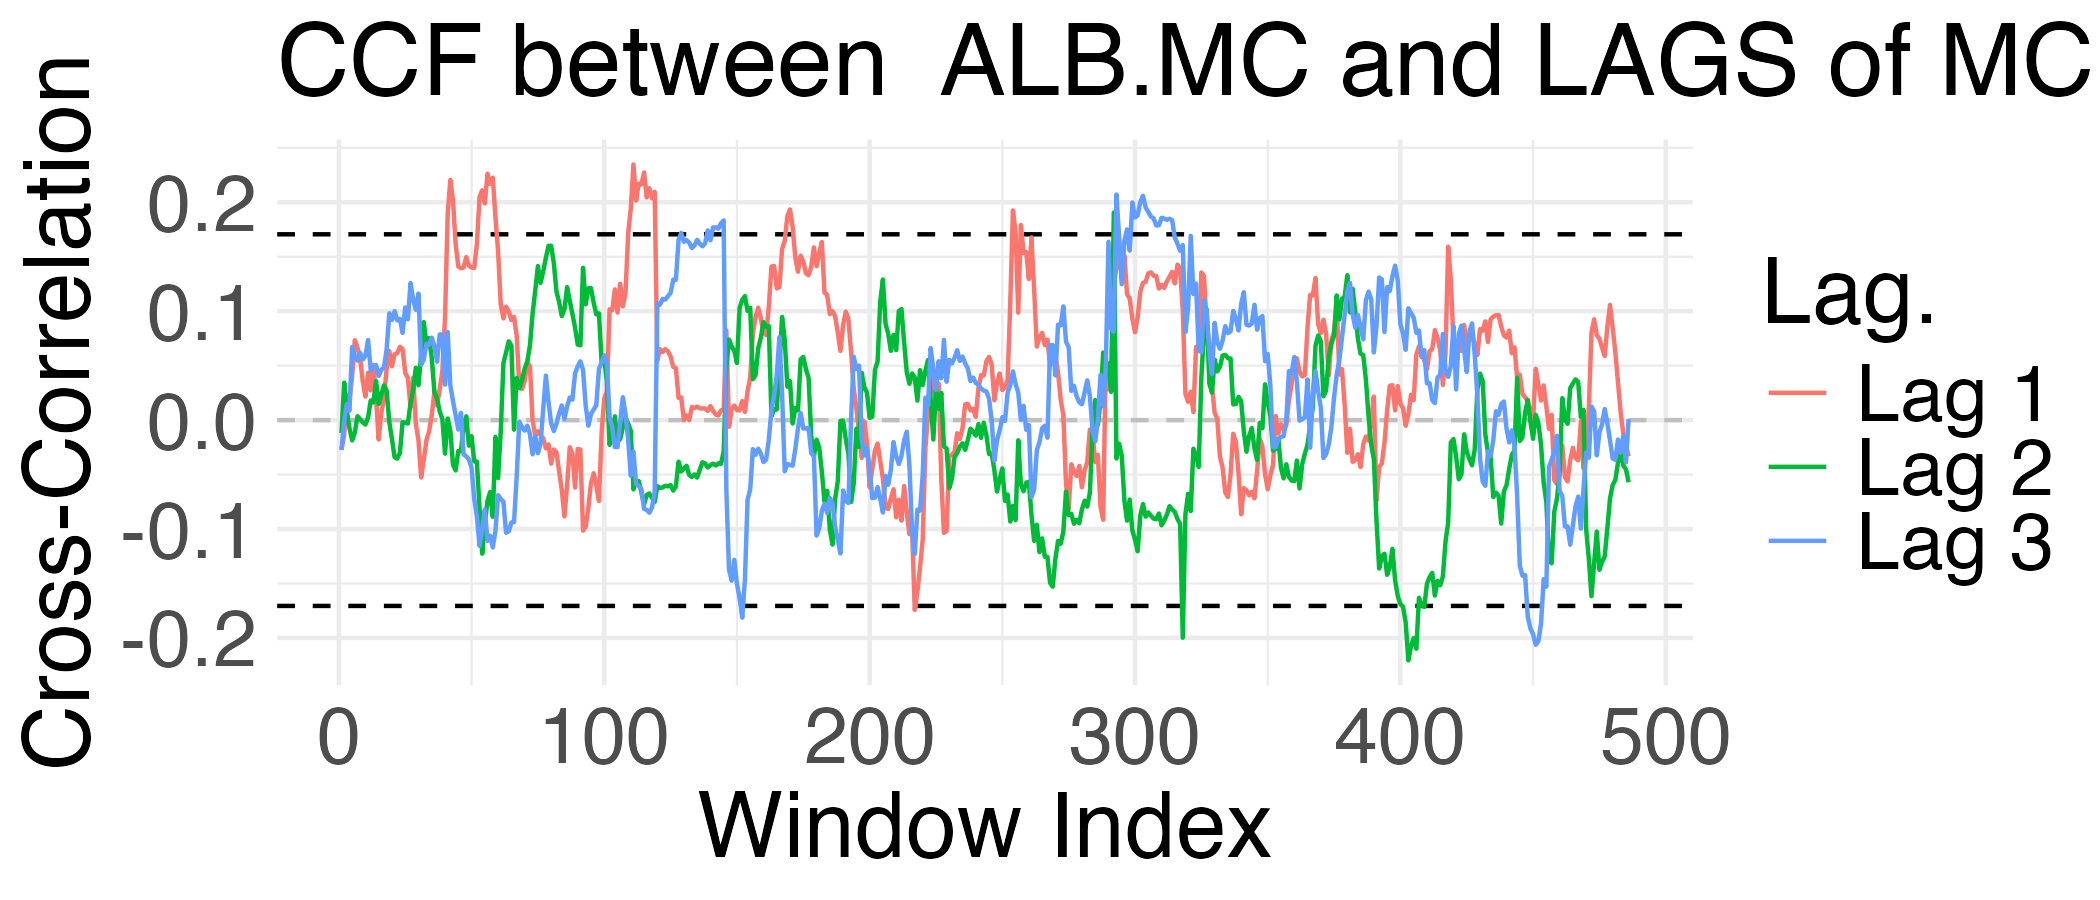 CCF between ALB.MC and LAGS of MC
Cross-Correlation
0.2
0.1
0.0
-0.1
-0.2
0 100 200 300 400 500
Window Index
Lag.
Lag 1
Lag 2
Lag 3